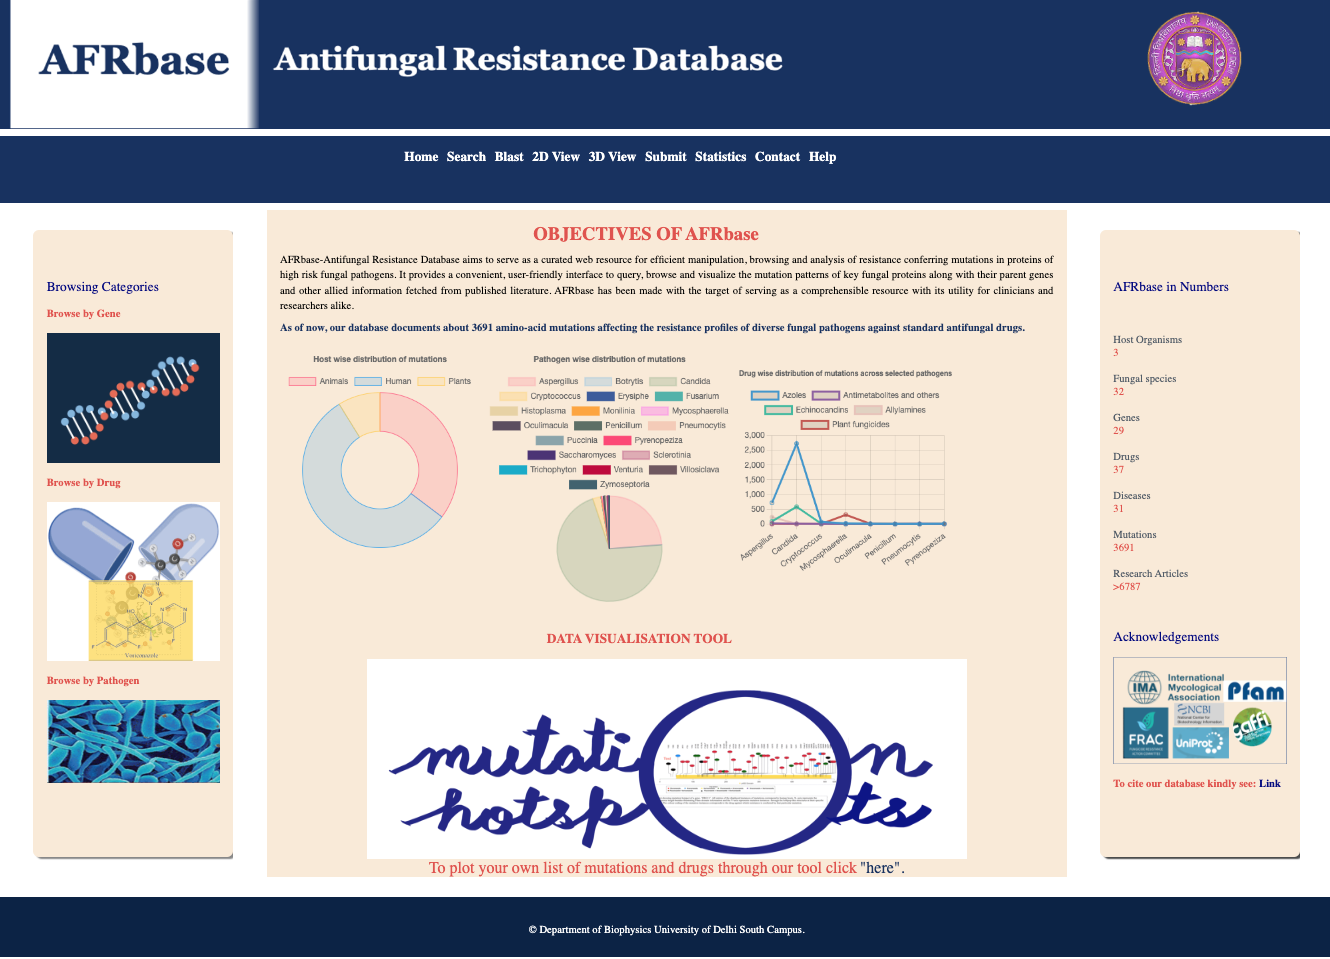 AFRbase
Antifungal Resistance Database
Home Search Blast 2D View 3D View Submit Statistics Contact Help
Browsing Categories
Browse by Gene
Browse by Drug
Voriconazole
Browse by Pathogen
OBJECTIVES OF AFRbase
AFRbase-Antifungal Resistance Database aims to serve as a curated web resource for efficient manipulation, browsing and analysis of resistance conferring mutations in proteins of
high risk fungal pathogens. It provides a convenient, user-friendly interface to query, browse and visualize the mutation patterns of key fungal proteins along with their parent genes
and other allied information fetched from published literature. AFRbase has been made with the target of serving as a comprehensible resource with its utility for clinicians and
researchers alike.
As of now, our database documents about 3691 amino-acid mutations affecting the resistance profiles of diverse fungal pathogens against standard antifungal drugs.
Host wise distribution of mutations
Animals Human Plants
Pathogen wise distribution of mutations
Aspergillus Botrytis Candida
Cryptococcus Erysiphe Fusarium
Histoplasma Monilinia Mycosphaerella
Oculimacula Penicillum Pneumocytis
Puccinia Pyrenopeziza
Saccharomyces Sclerotinia
Trichophyton Venturia Villosiclava
Zymoseptoria
Drug wise distribution of mutations across selected pathogens
Azoles Antimetabolites and others
Echinocandins Allylamines
Plant fungicides
3,000
2,500
2,000
1,500
1,000
500
0
Aspergillus
Candida
Cryptococcus
Mycosphaerella
Oculimacula
Penicillum
Pneumocytis
Pyrenopeziza
DATA VISUALISATION TOOL
mutati n
hotsp ts
To plot your own list of mutations and drugs through our tool click "here".
AFRbase in Numbers
Host Organisms
3
Fungal species
32
Genes
29
Drugs
37
Diseases
31
Mutations
3691
Research Articles
>6787
Acknowledgements
IMA International
Mycological
Association
Pfam
NCBI
National Center for
Biotechnology Information
FRAC
UniProt
gaffi
To cite our database kindly see: Link
© Department of Biophysics University of Delhi South Campus.